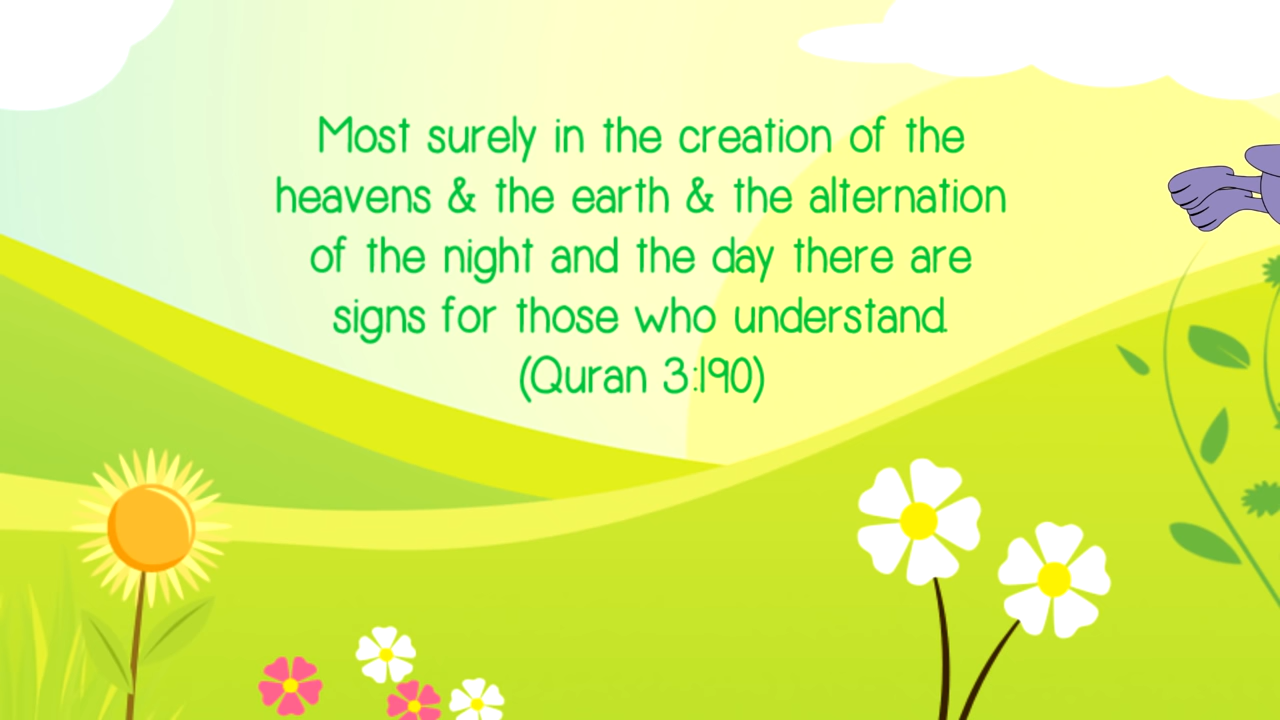 Most surely in the creation of the
heavens & the earth & the alternation
of the night and the day there are
signs for those who understand.
(Quran 3:190)